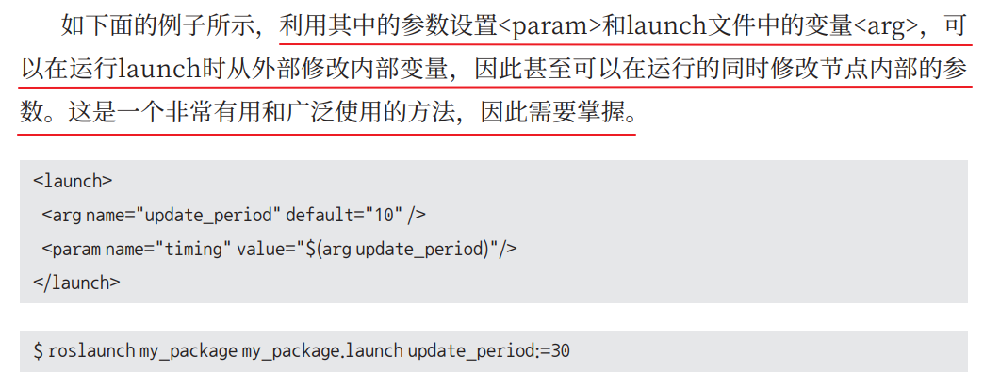 如下面的例子所示，利用其中的参数设置<param>和launch文件中的变量<arg>，可
以在运行launch时从外部修改内部变量，因此甚至可以在运行的同时修改节点内部的参
数。这是一个非常有用和广泛使用的方法，因此需要掌握。
<launch>
<arg name="update_period" default="10" />
<param name="timing" value="$(arg update_period)"/>
</launch>
$ roslaunch my_package my_package.launch update_period:=30